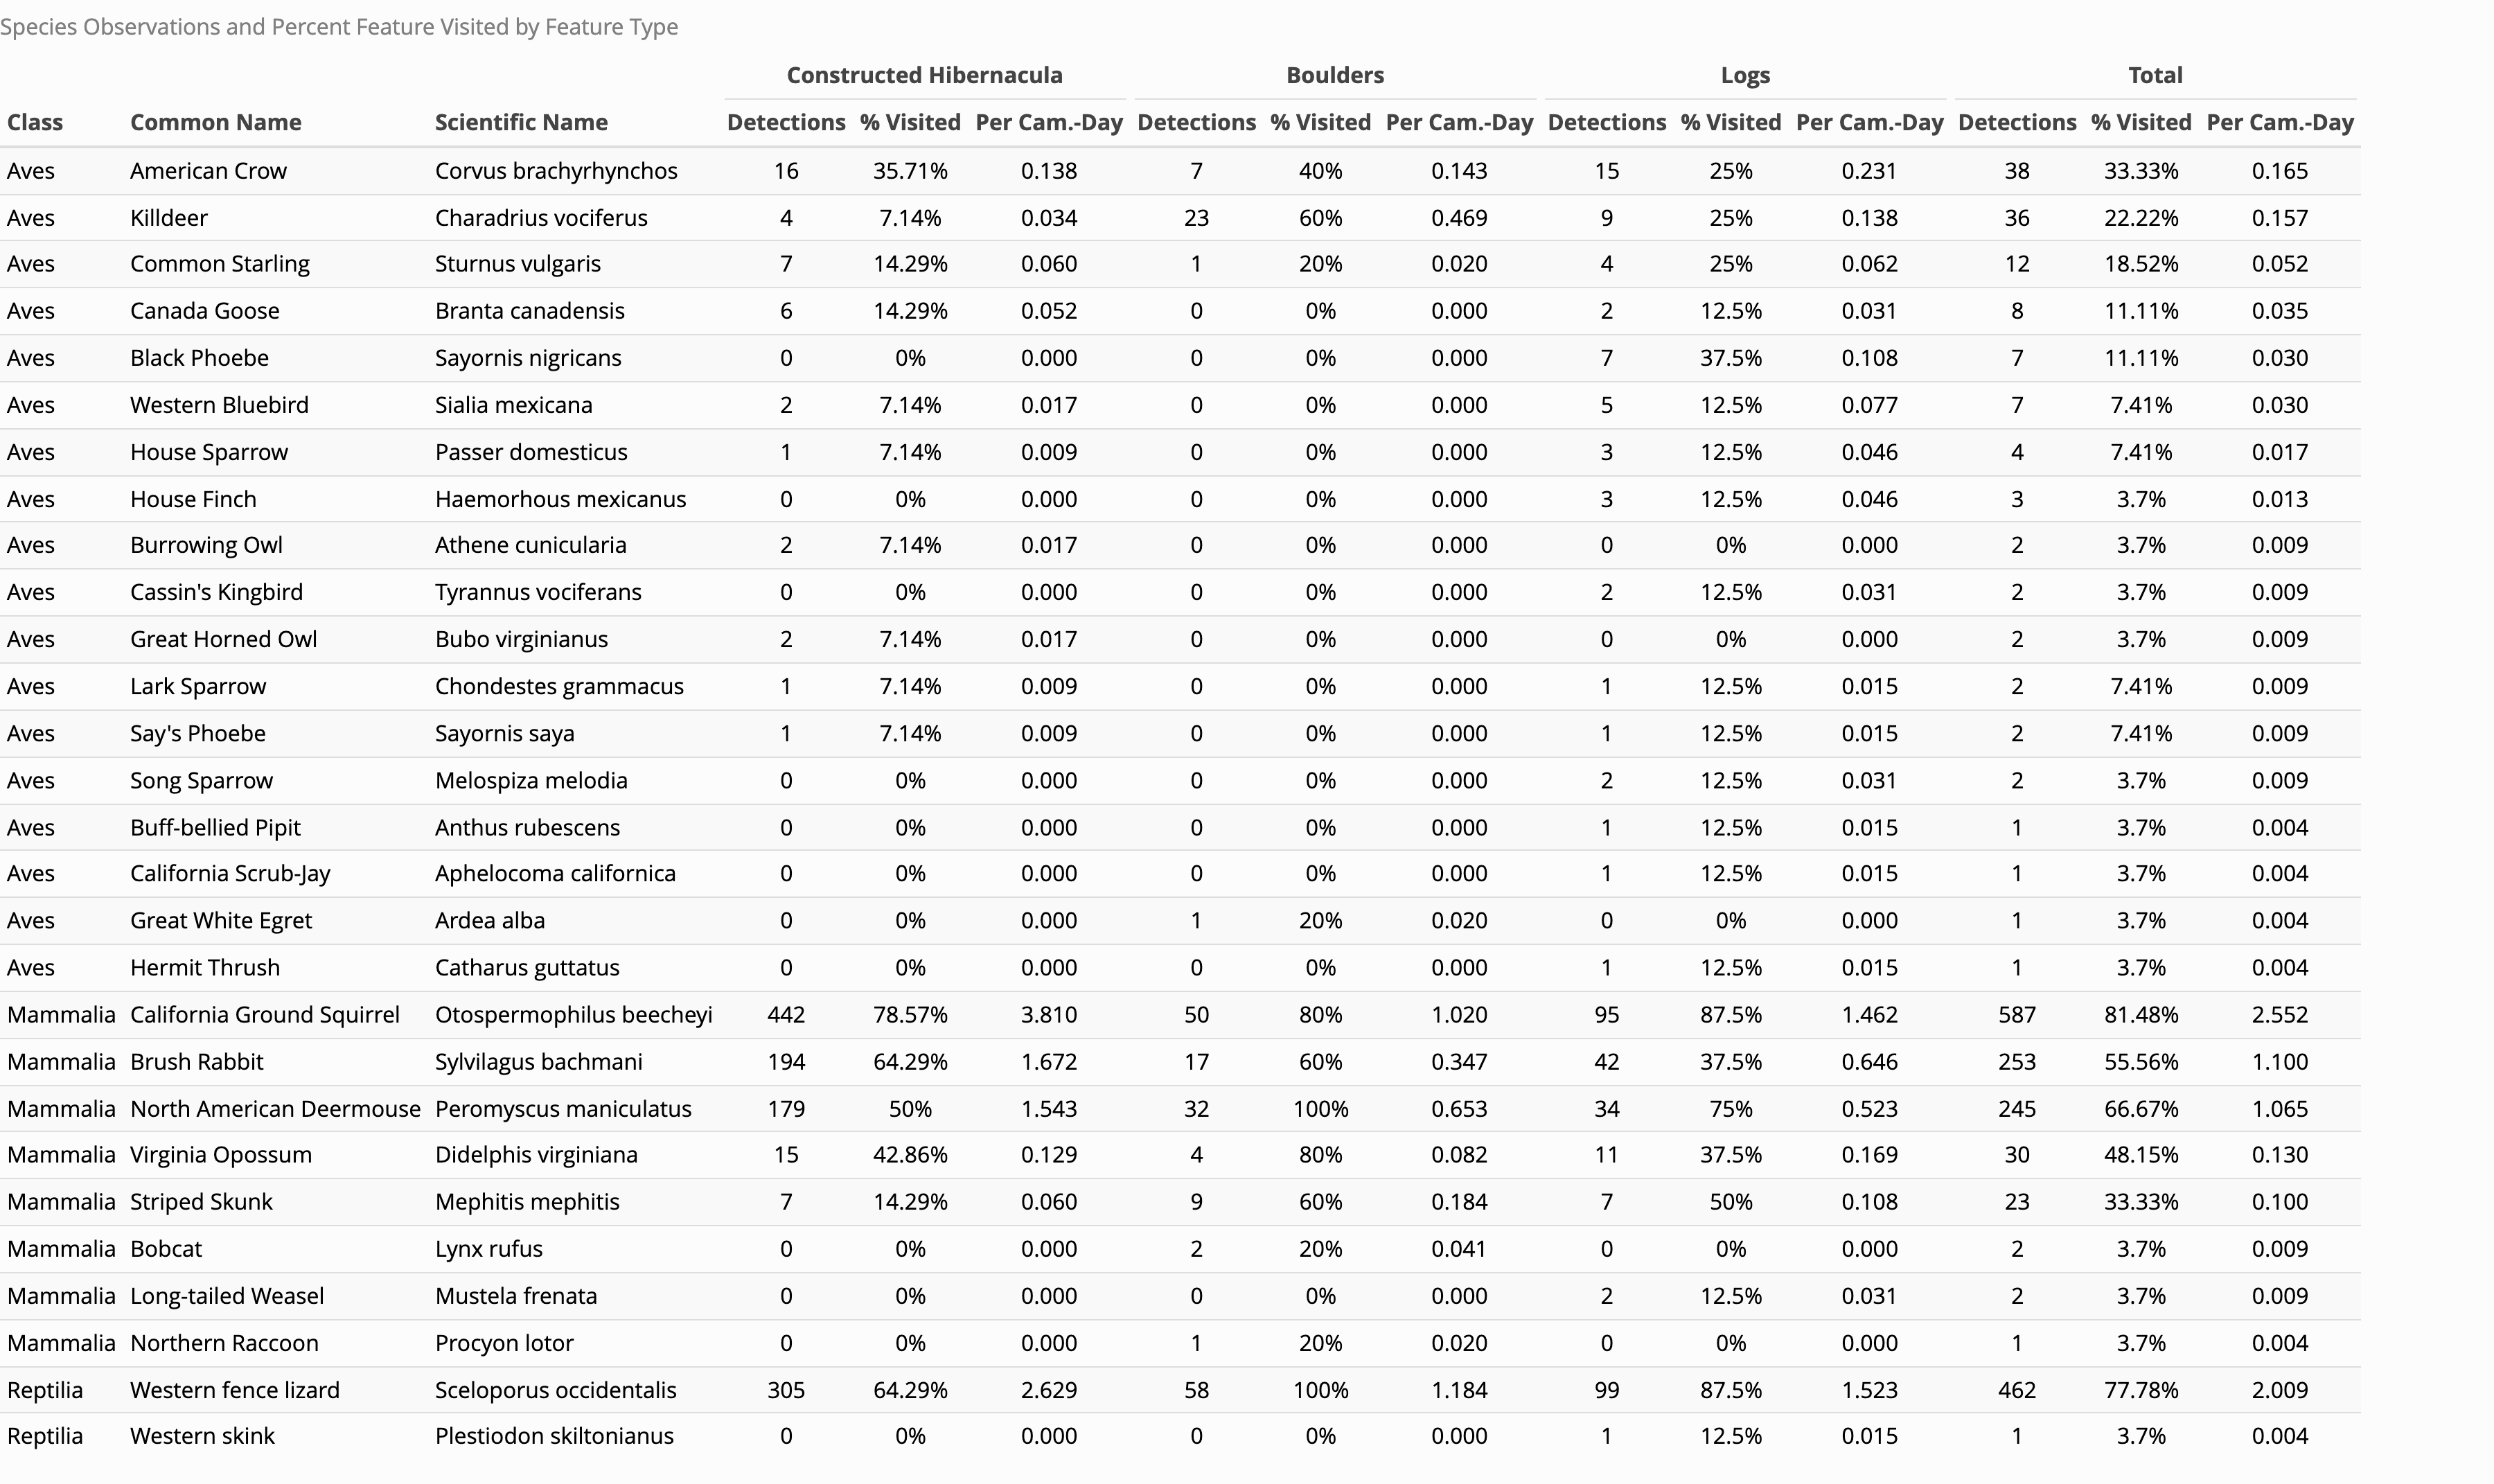 Species Observations and Percent Feature Visited by Feature Type
Constructed Hibernacula Boulders Logs Total
Class Common Name Scientific Name Detections % Visited Per Cam.-Day Detections % Visited Per Cam.-Day Detections % Visited Per Cam.-Day Detections % Visited Per Cam.-Day
Aves American Crow Corvus brachyrhynchos 16 35.71% 0.138 7 40% 0.143 15 25% 0.231 38 33.33% 0.165
Aves Killdeer Charadrius vociferus 4 7.14% 0.034 23 60% 0.469 9 25% 0.138 36 22.22% 0.157
Aves Common Starling Sturnus vulgaris 7 14.29% 0.060 1 20% 0.020 4 25% 0.062 12 18.52% 0.052
Aves Canada Goose Branta canadensis 6 14.29% 0.052 0 0% 0.000 2 12.5% 0.031 8 11.11% 0.035
Aves Black Phoebe Sayornis nigricans 0 0% 0.000 0 0% 0.000 7 37.5% 0.108 7 11.11% 0.030
Aves Western Bluebird Sialia mexicana 2 7.14% 0.017 0 0% 0.000 5 12.5% 0.077 7 7.41% 0.030
Aves House Sparrow Passer domesticus 1 7.14% 0.009 0 0% 0.000 3 12.5% 0.046 4 7.41% 0.017
Aves House Finch Haemorhous mexicanus 0 0% 0.000 0 0% 0.000 3 12.5% 0.046 3 3.7% 0.013
Aves Burrowing Owl Athene cunicularia 2 7.14% 0.017 0 0% 0.000 0 0% 0.000 2 3.7% 0.009
Aves Cassin's Kingbird Tyrannus vociferans 0 0% 0.000 0 0% 0.000 2 12.5% 0.031 2 3.7% 0.009
Aves Great Horned Owl Bubo virginianus 2 7.14% 0.017 0 0% 0.000 0 0% 0.000 2 3.7% 0.009
Aves Lark Sparrow Chondestes grammacus 1 7.14% 0.009 0 0% 0.000 1 12.5% 0.015 2 7.41% 0.009
Aves Say's Phoebe Sayornis saya 1 7.14% 0.009 0 0% 0.000 1 12.5% 0.015 2 7.41% 0.009
Aves Song Sparrow Melospiza melodia 0 0% 0.000 0 0% 0.000 2 12.5% 0.031 2 3.7% 0.009
Aves Buff-bellied Pipit Anthus rubescens 0 0% 0.000 0 0% 0.000 1 12.5% 0.015 1 3.7% 0.004
Aves California Scrub-Jay Aphelocoma californica 0 0% 0.000 0 0% 0.000 1 12.5% 0.015 1 3.7% 0.004
Aves Great White Egret Ardea alba 0 0% 0.000 1 20% 0.020 0 0% 0.000 1 3.7% 0.004
Aves Hermit Thrush Catharus guttatus 0 0% 0.000 0 0% 0.000 1 12.5% 0.015 1 3.7% 0.004
Mammalia California Ground Squirrel Otospermophilus beecheyi 442 78.57% 3.810 50 80% 1.020 95 87.5% 1.462 587 81.48% 2.552
Mammalia Brush Rabbit Sylvilagus bachmani 194 64.29% 1.672 17 60% 0.347 42 37.5% 0.646 253 55.56% 1.100
Mammalia North American Deermouse Peromyscus maniculatus 179 50% 1.543 32 100% 0.653 34 75% 0.523 245 66.67% 1.065
Mammalia Virginia Opossum Didelphis virginiana 15 42.86% 0.129 4 80% 0.082 11 37.5% 0.169 30 48.15% 0.130
Mammalia Striped Skunk Mephitis mephitis 7 14.29% 0.060 9 60% 0.184 7 50% 0.108 23 33.33% 0.100
Mammalia Bobcat Lynx rufus 0 0% 0.000 2 20% 0.041 0 0% 0.000 2 3.7% 0.009
Mammalia Long-tailed Weasel Mustela frenata 0 0% 0.000 0 0% 0.000 2 12.5% 0.031 2 3.7% 0.009
Mammalia Northern Raccoon Procyon lotor 0 0% 0.000 1 20% 0.020 0 0% 0.000 1 3.7% 0.004
Reptilia Western fence lizard Sceloporus occidentalis 305 64.29% 2.629 58 100% 1.184 99 87.5% 1.523 462 77.78% 2.009
Reptilia Western skink Plestiodon skiltonianus 0 0% 0.000 0 0% 0.000 1 12.5% 0.015 1 3.7% 0.004